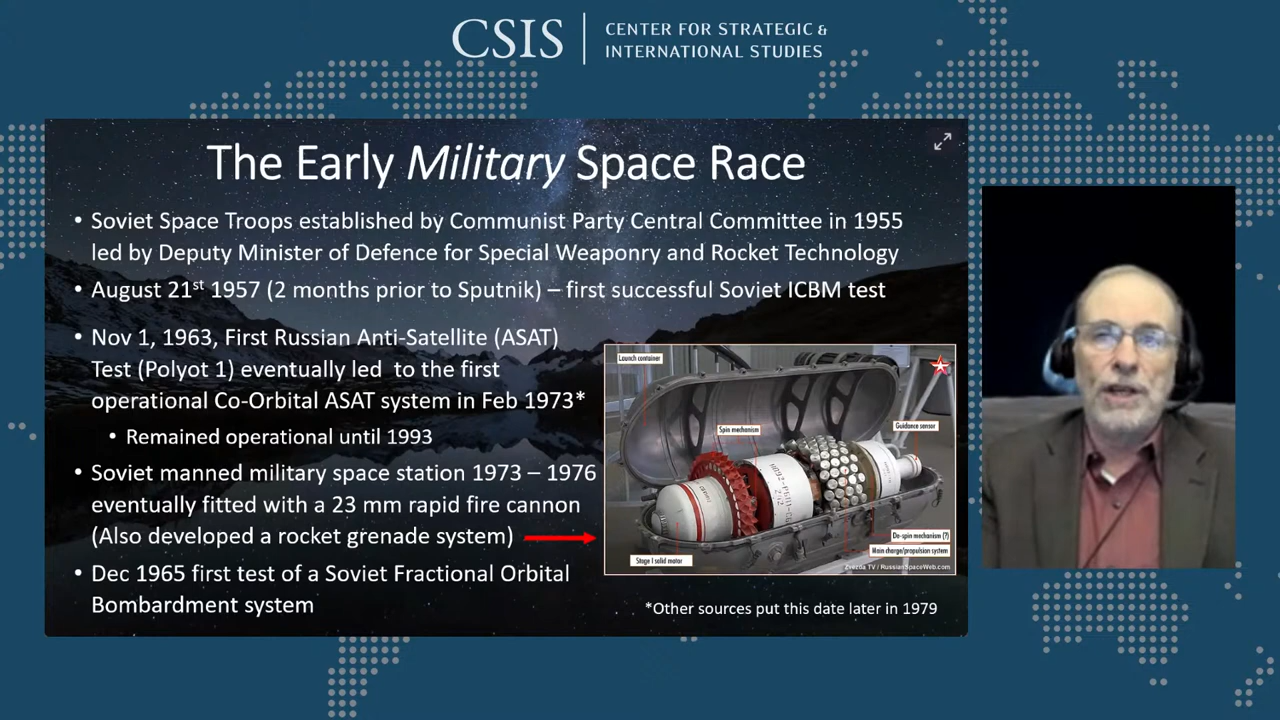 CSIS
CENTER FOR STRATEGIC &
INTERNATIONAL STUDIES
The Early Military Space Race
• Soviet Space Troops established by Communist Party Central Committee in 1955
led by Deputy Minister of Defence for Special Weaponry and Rocket Technology
• August 21st 1957 (2 months prior to Sputnik) – first successful Soviet ICBM test
• Nov 1, 1963, First Russian Anti-Satellite (ASAT)
Test (Polyot 1) eventually led to the first
operational Co-Orbital ASAT system in Feb 1973*
• Remained operational until 1993
• Soviet manned military space station 1973 – 1976
eventually fitted with a 23 mm rapid fire cannon
(Also developed a rocket grenade system)
• Dec 1965 first test of a Soviet Fractional Orbital
Bombardment system
Launch container
Spin mechanism
Guidance sensor
De-spin mechanism (?)
Main charge/propulsion system
Stage I solid motor
Zvezda TV / RussianSpaceWeb.com
*Other sources put this date later in 1979